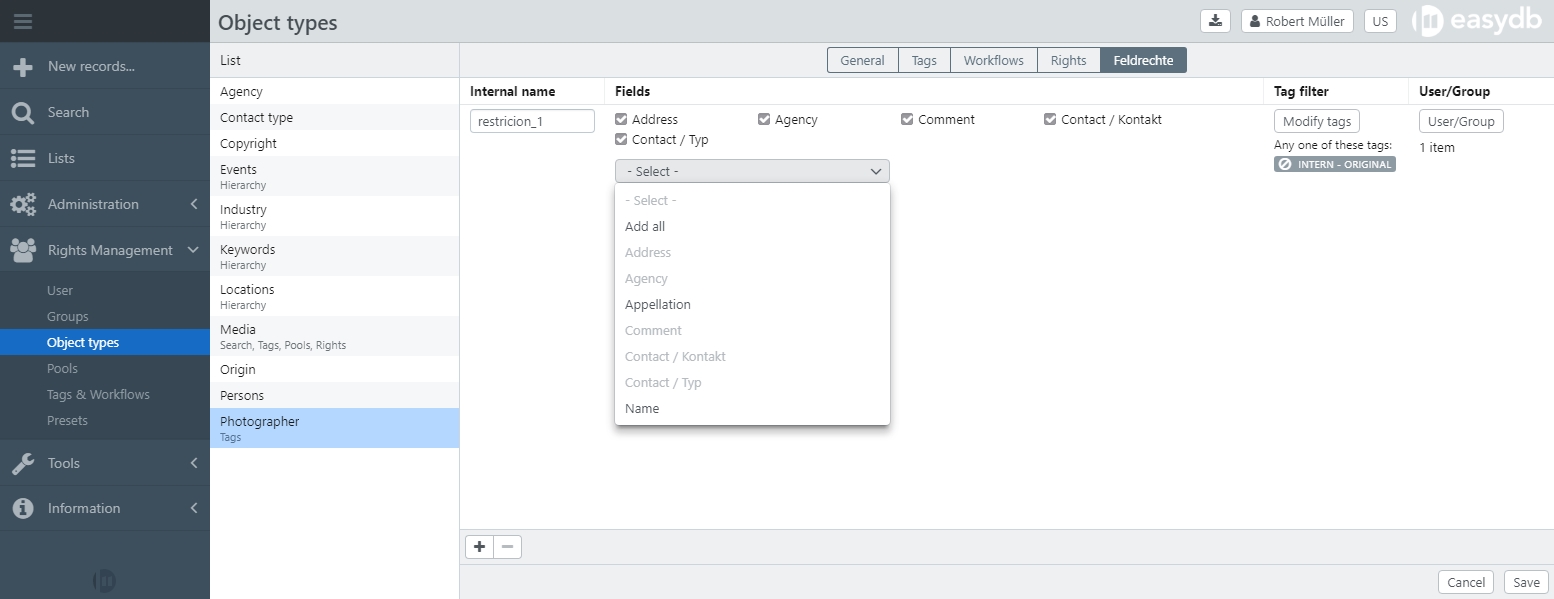 Object types
Robert Müller
US
easydb
New records...
Search
Lists
Administration
Rights Management
User
Groups
Object types
Pools
Tags & Workflows
Presets
Tools
Information
List
Agency
Contact type
Copyright
Events
Hierarchy
Industry
Hierarchy
Keywords
Hierarchy
Locations
Hierarchy
Media
Search, Tags, Pools, Rights
Origin
Persons
Photographer
Tags
General Tags Workflows Rights Feldrechte
Internal name Fields Tag filter User/Group
restricion_1
Address Agency Comment Contact / Kontakt
Contact / Typ
Modify tags
Any one of these tags:
INTERN - ORIGINAL
User/Group
1 item
- Select -
- Select -
Add all
Address
Agency
Appellation
Comment
Contact / Kontakt
Contact / Typ
Name
Cancel Save